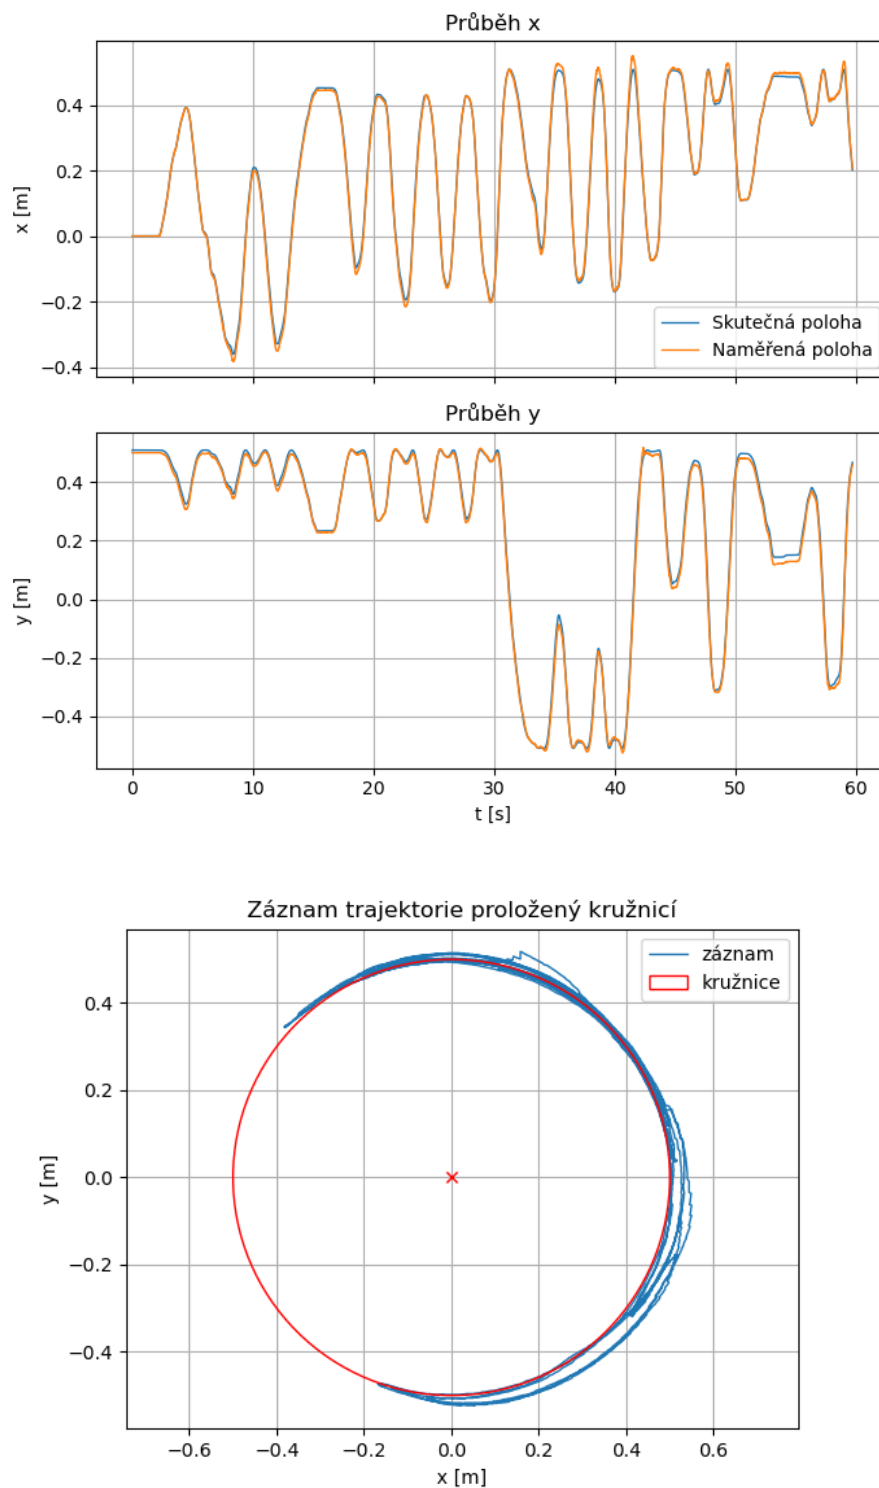 Průběh x
0.4
0.2
0.0
−0.2
−0.4
x [m]
Skutečná poloha
Naměřená poloha
Průběh y
0.4
0.2
0.0
−0.2
−0.4
y [m]
0 10 20 30 40 50 60
t [s]
Záznam trajektorie proložený kružnicí
záznam
kružnice
0.4
0.2
0.0
−0.2
−0.4
y [m]
−0.6 −0.4 −0.2 0.0 0.2 0.4 0.6
x [m]